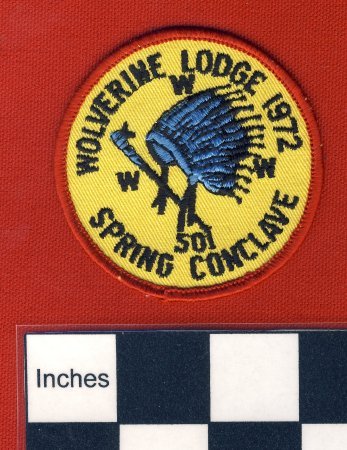 WOLVERINE LODGE 1972
W
W W
501
SPRING CONCLAVE
Inches